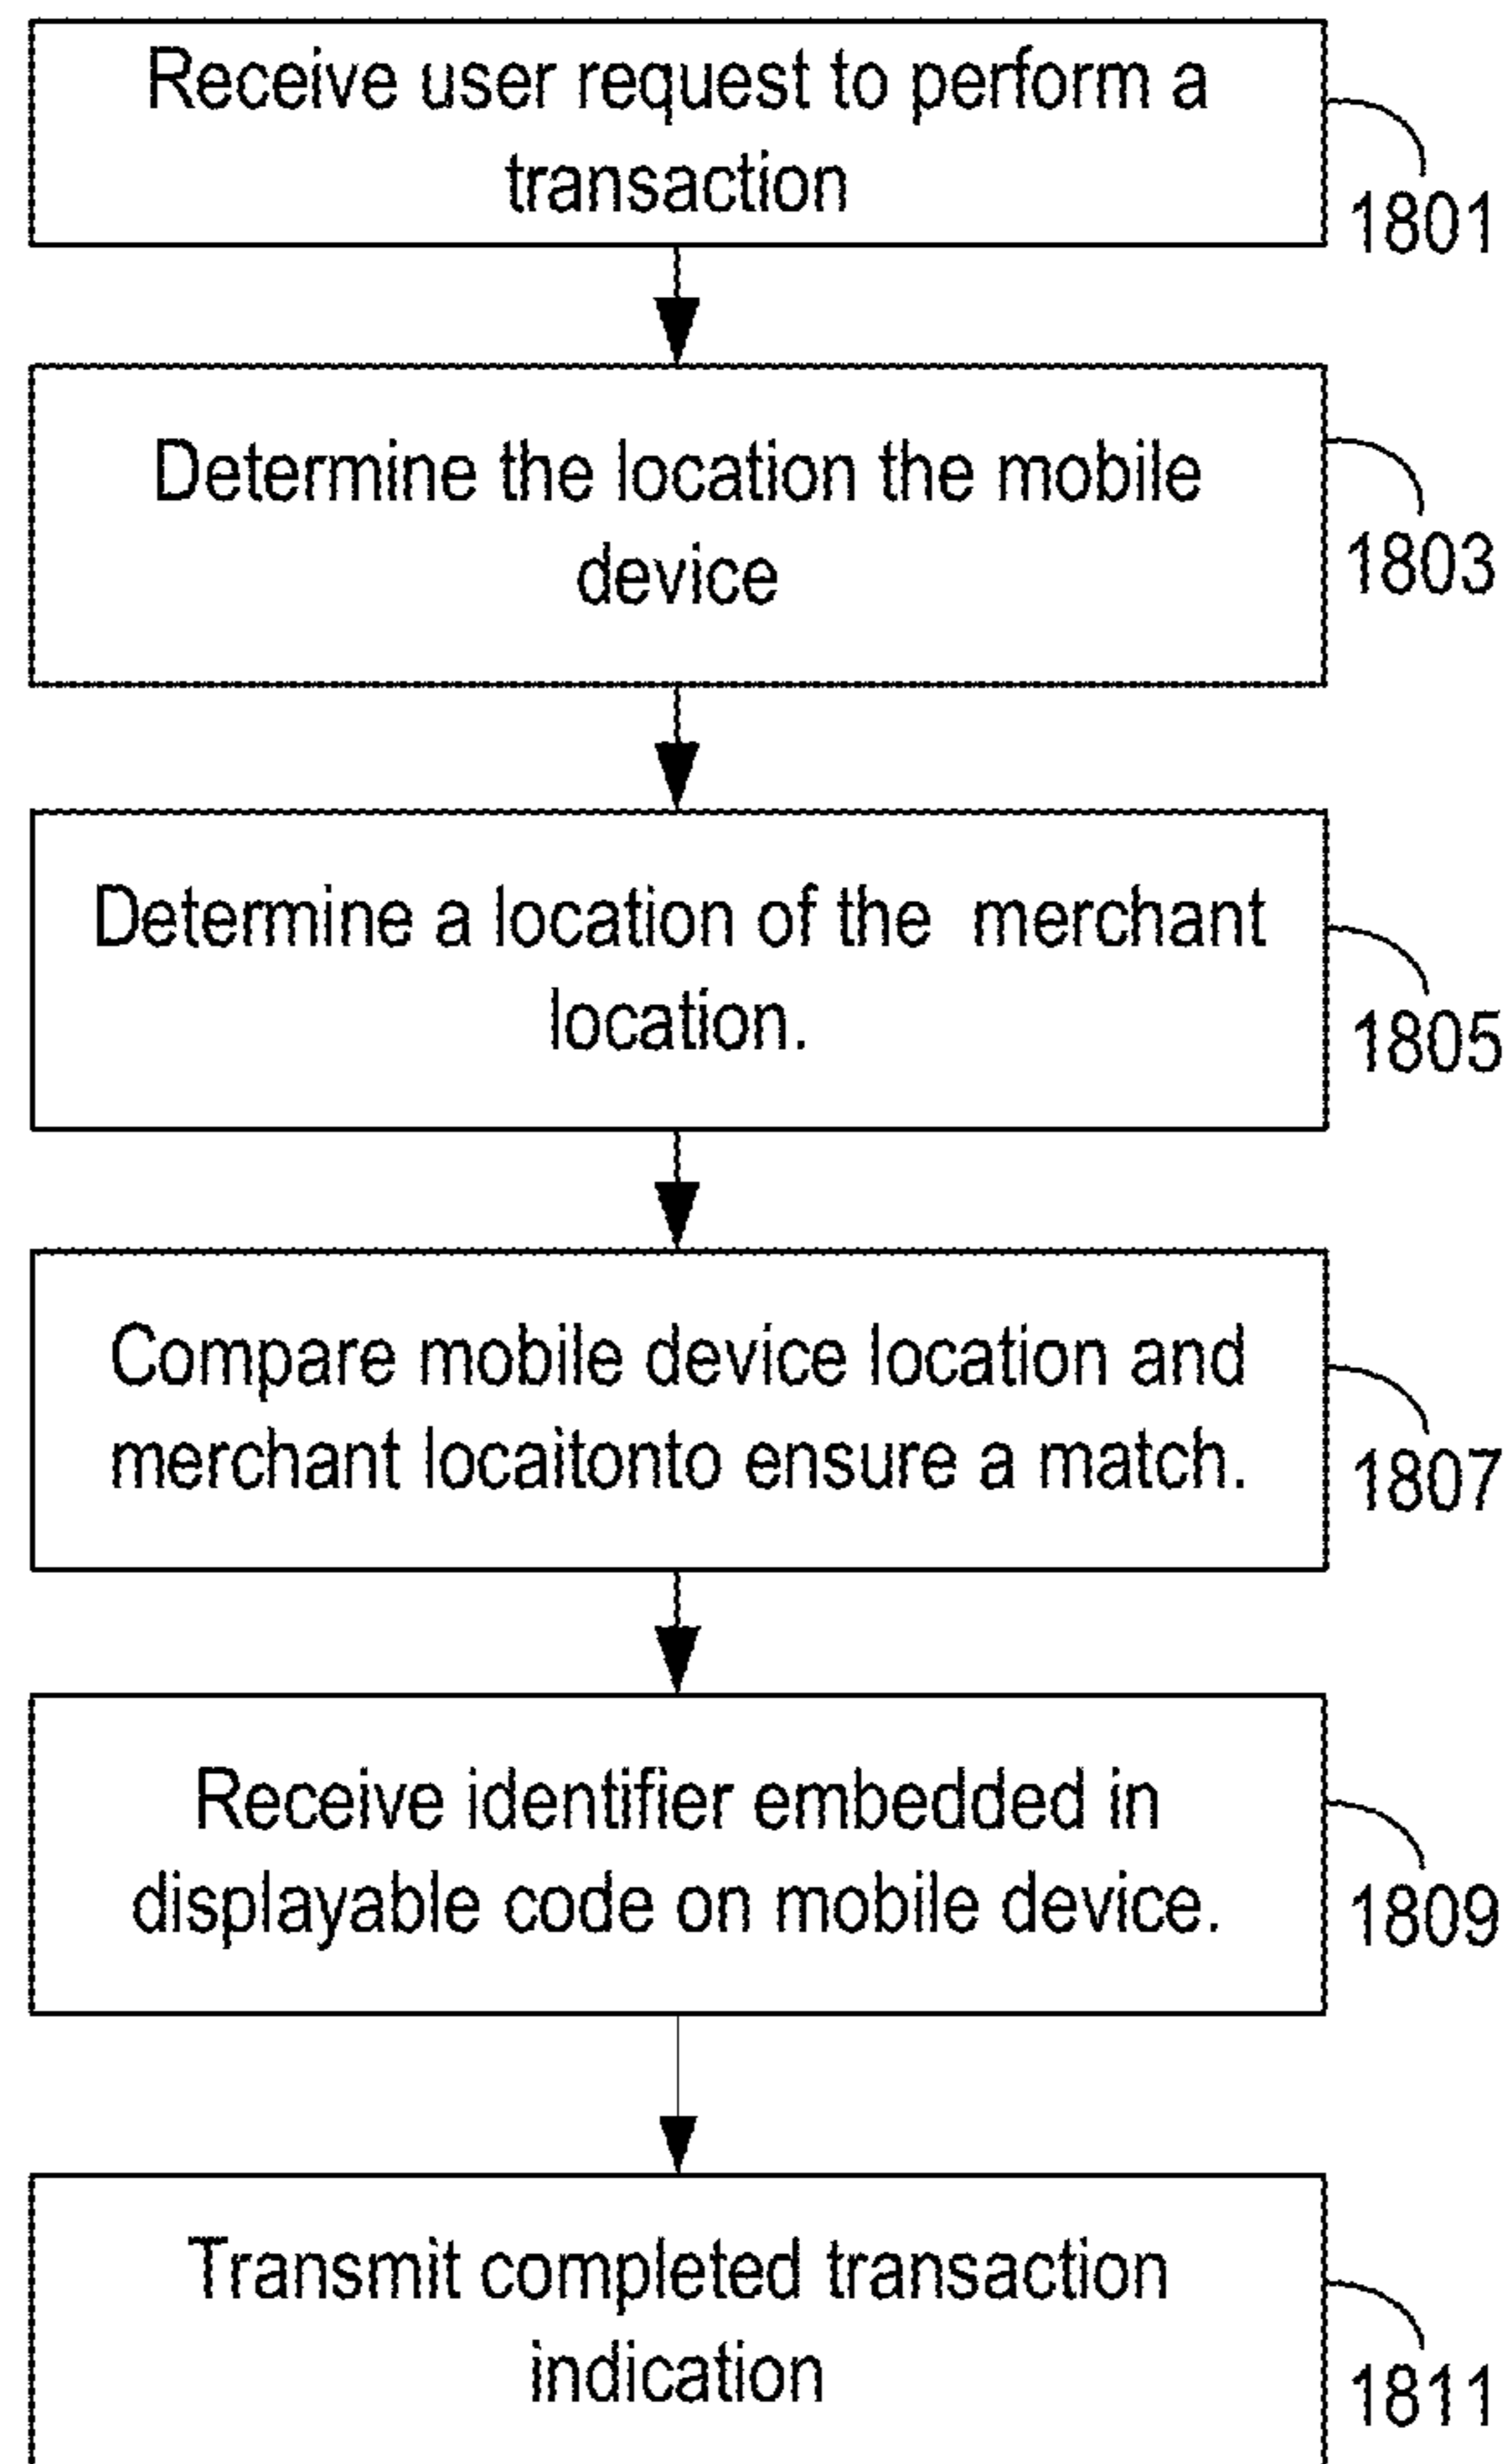 Receive user request to perform a
transaction
1801
Determine the location the mobile
device
1803
Determine a location of the merchant
location.
1805
Compare mobile device location and
merchant locaitonto ensure a match.
1807
Receive identifier embedded in
displayable code on mobile device.
1809
Transmit completed transaction
indication
1811